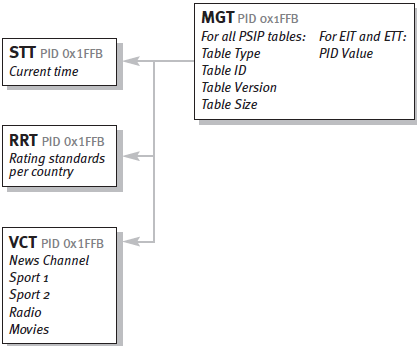 MGT PID 0x1FFB
For all PSIP tables: For EIT and ETT:
Table Type PID Value
Table ID
Table Version
Table Size
STT PID 0x1FFB
Current time
RRT PID 0x1FFB
Rating standards
per country
VCT PID 0x1FFB
News Channel
Sport 1
Sport 2
Radio
Movies